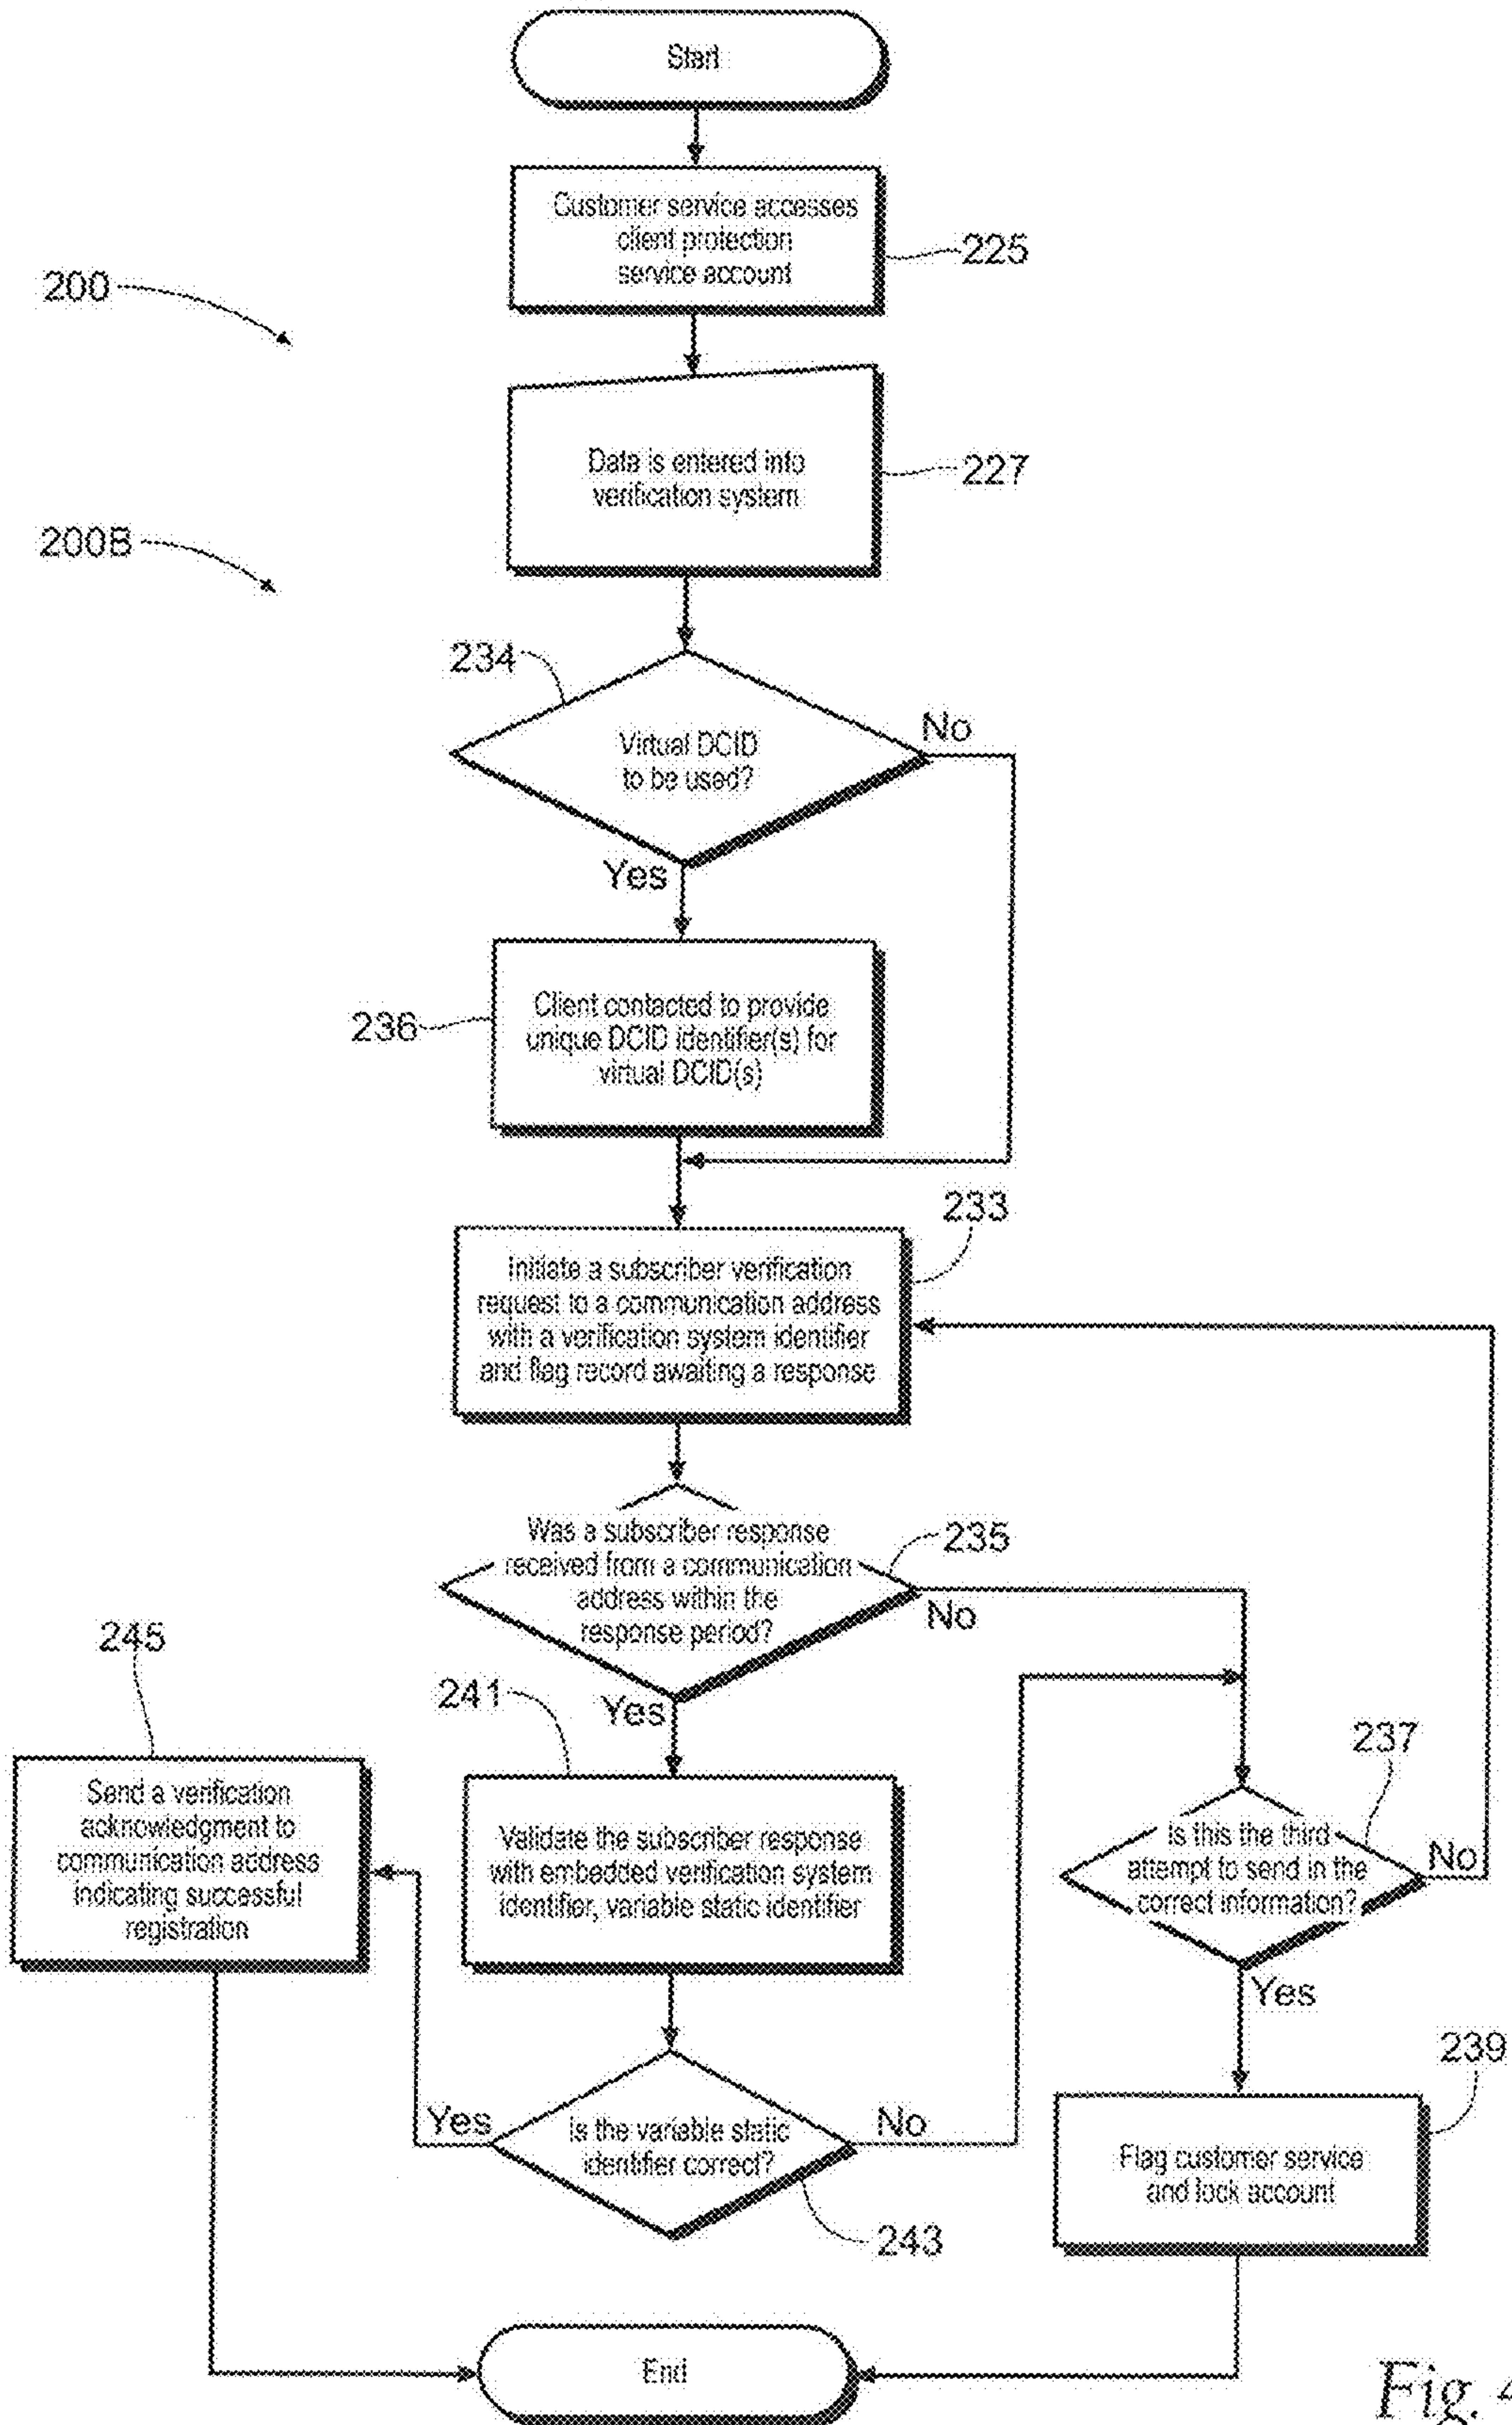 Start
Customer service accesses
client protection
service account
225
200
Data is entered into
verification system
227
200B
234
Virtual DCID
to be used?
No
Yes
236
Client contacted to provide
unique DCID identifier(s) for
virtual DCID(s)
233
Initiate a subscriber verification
request to a communication address
with a verification system identifier
and flag record awaiting a response
Was a subscriber response
received from a communication
address within the
response period?
235
No
Yes
245
Send a verification
acknowledgment to
communication address
indicating successful
registration
241
Validate the subscriber response
with embedded verification system
identifier, variable static identifier
237
Is this the third
attempt to send in the
correct information?
No
Yes
Yes
Is the variable static
identifier correct?
No
243
239
Flag customer service
and lock account
End
Fig. 4